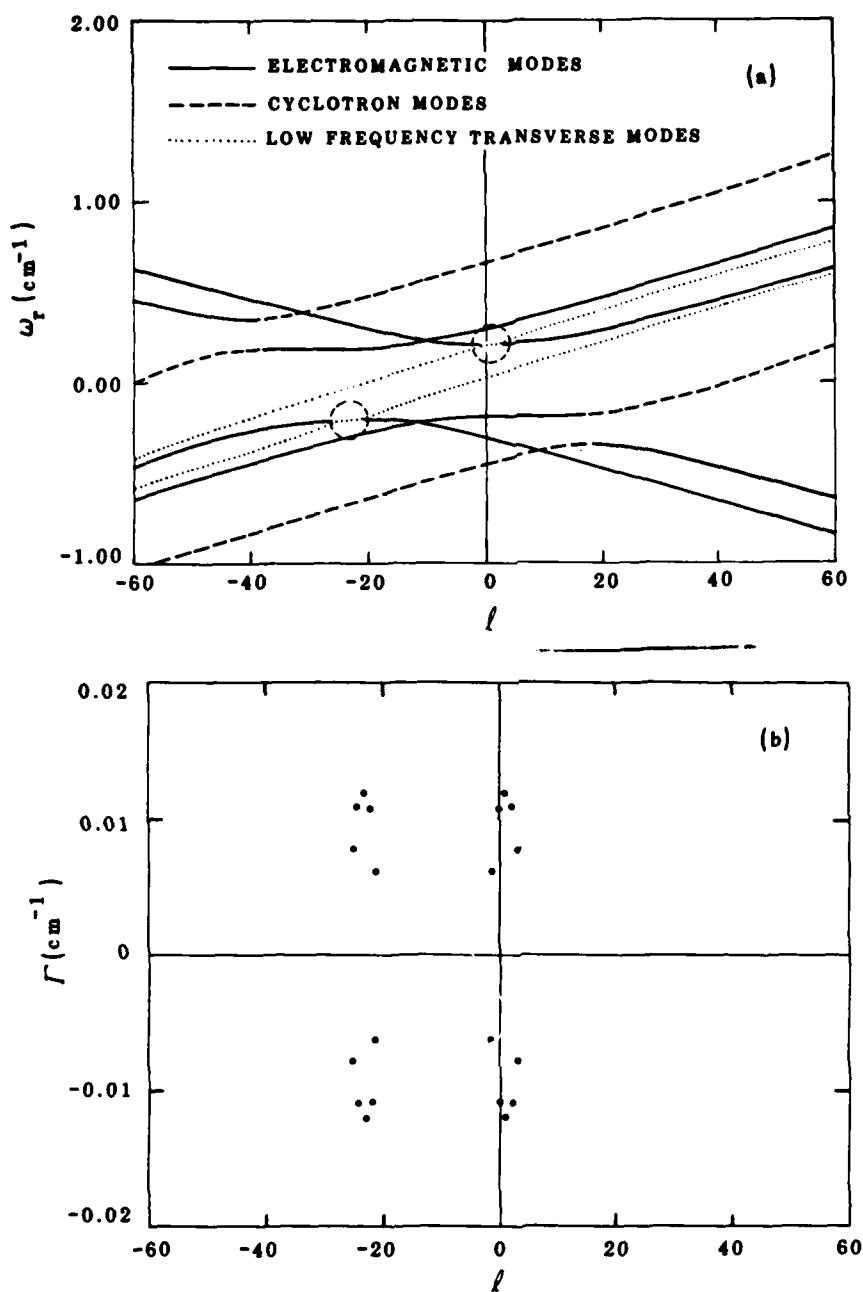 2.00
ELECTROMAGNETIC MODES
(a)
CYCLOTRON MODES
LOW FREQUENCY TRANSVERSE MODES
1.00
ω_r (cm⁻¹)
0.00
-1.00
-60 -40 -20 0 20 40 60
ℓ
0.02
(b)
0.01
Γ (cm⁻¹)
0
-0.01
-0.02
-60 -40 -20 0 20 40 60
ℓ